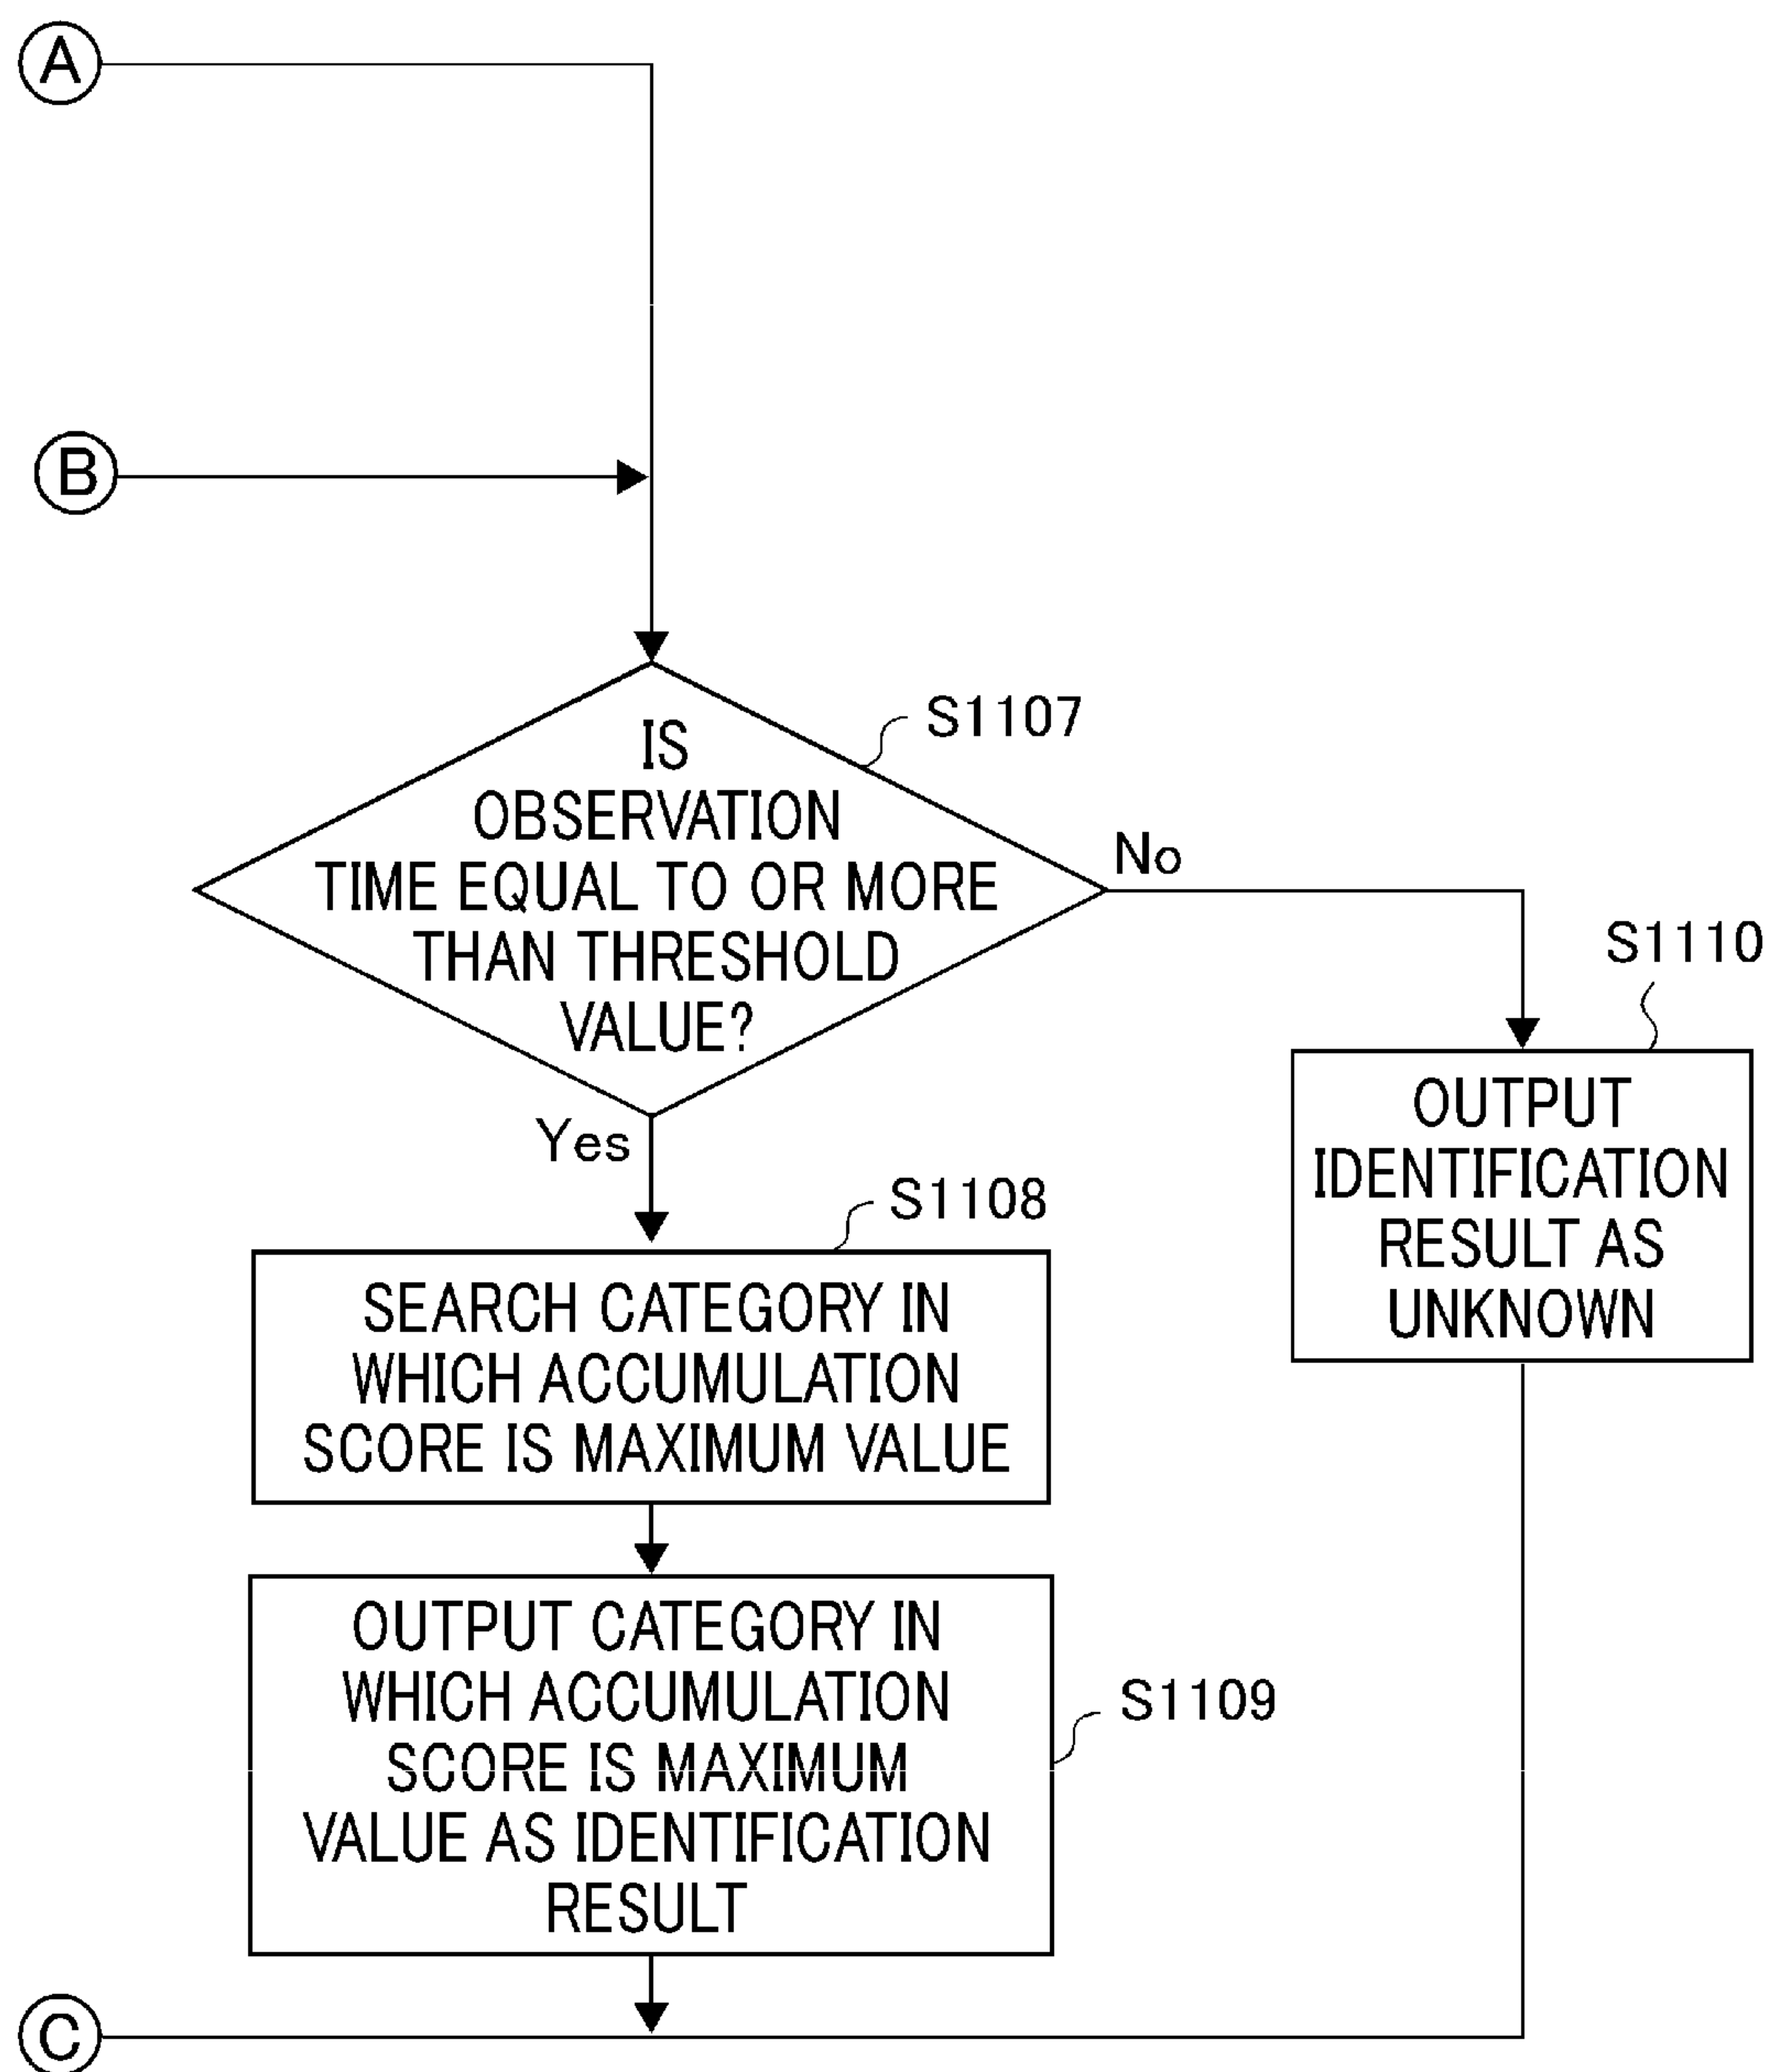 A
B
S1107
IS
OBSERVATION
TIME EQUAL TO OR MORE
THAN THRESHOLD
VALUE?
No
Yes
S1110
OUTPUT
IDENTIFICATION
RESULT AS
UNKNOWN
S1108
SEARCH CATEGORY IN
WHICH ACCUMULATION
SCORE IS MAXIMUM VALUE
OUTPUT CATEGORY IN
WHICH ACCUMULATION
SCORE IS MAXIMUM
VALUE AS IDENTIFICATION
RESULT
S1109
C